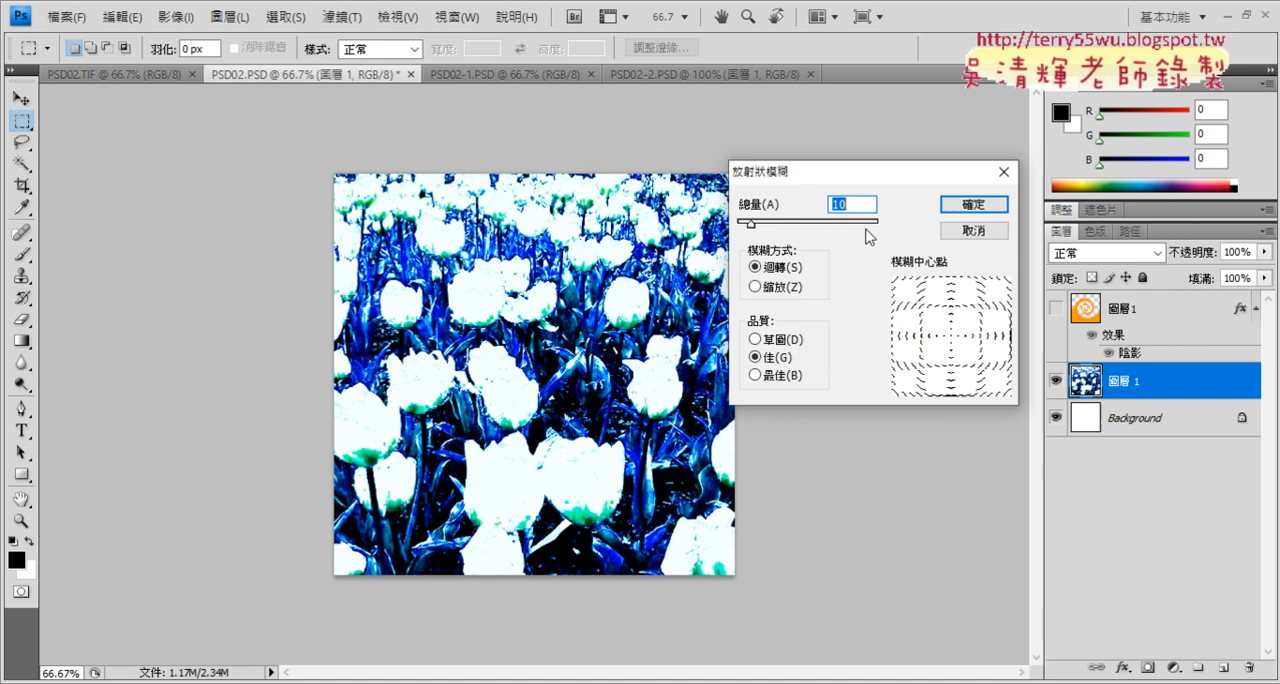 Ps 檔案(F) 編輯(E) 影像(I) 圖層(L) 選取(S) 濾鏡(T) 檢視(V) 視窗(W) 說明(H) Br 66.7 基本功能
羽化: 0 px 消除鋸齒 樣式: 正常 寬度: 高度: 調整邊緣...
http://terry55wu.blogspot.tw
吳清輝老師錄製
PSD02.TIF @ 66.7% (RGB/8) × PSD02.PSD @ 66.7% (圖層 1, RGB/8) * × PSD02-1.PSD @ 66.7% (RGB/8) × PSD02-2.PSD @ 100% (圖層 1, RGB/8) ×
R 0
G 0
B 0
放射狀模糊
總量(A) 10 確定
取消
模糊方式:
迴轉(S)
縮放(Z)
模糊中心點
品質:
草圖(D)
佳(G)
最佳(B)
調整 遮色片
圖層 色版 路徑
正常 不透明度: 100%
鎖定: 填滿: 100%
圖層1 fx
效果
陰影
圖層 1
Background
T
66.67% 文件: 1.17M/2.34M
fx